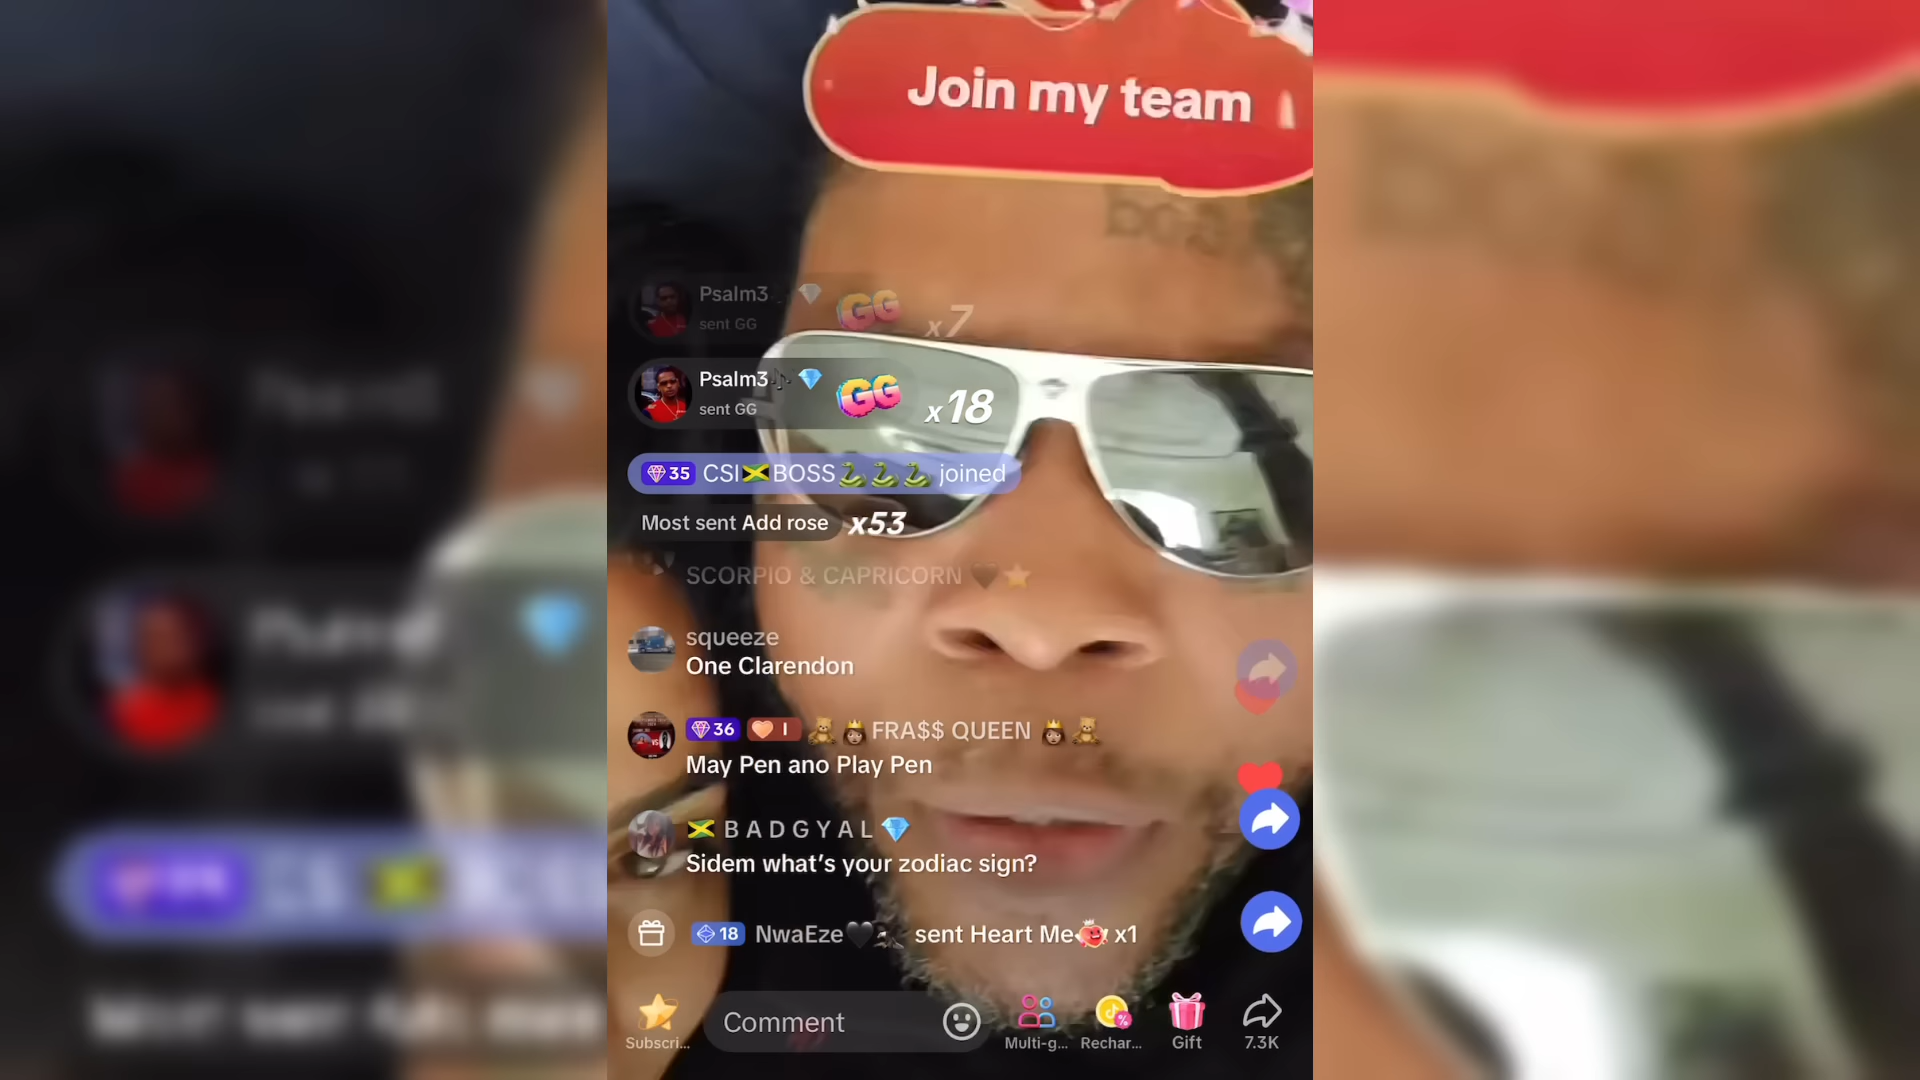 Join my team
Psalm3 💎
sent GG
GG x7
Psalm3🎶 💎
sent GG
GG x18
35 CSI🇯🇲BOSS🐍🐍🐍 joined
Most sent Add rose x53
SCORPIO & CAPRICORN 🖤⭐
squeeze
One Clarendon
36 I 🧸👸🏽 FRA$$ QUEEN 👸🏽🧸
May Pen ano Play Pen
🇯🇲 B A D G Y A L 💎
Sidem what's your zodiac sign?
18 NwaEze🖤 sent Heart Me x1
Comment
Subscri...
Multi-g...
Rechar...
Gift
7.3K